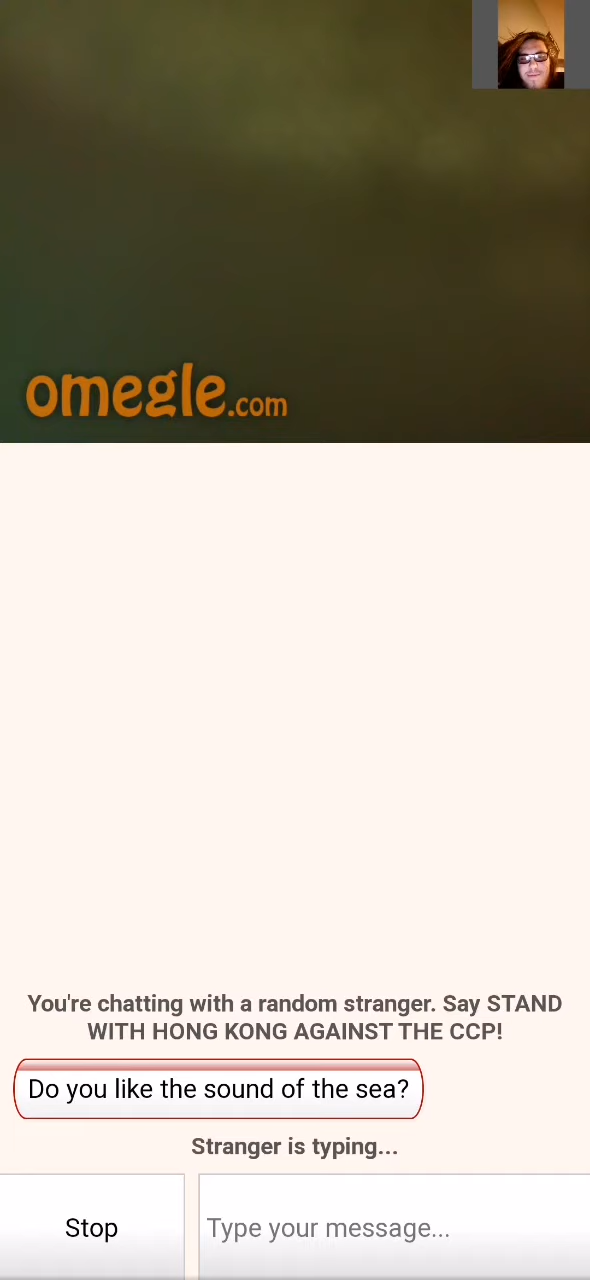 omegle.com
You're chatting with a random stranger. Say STAND
WITH HONG KONG AGAINST THE CCP!
Do you like the sound of the sea?
Stranger is typing...
Stop
Type your message...